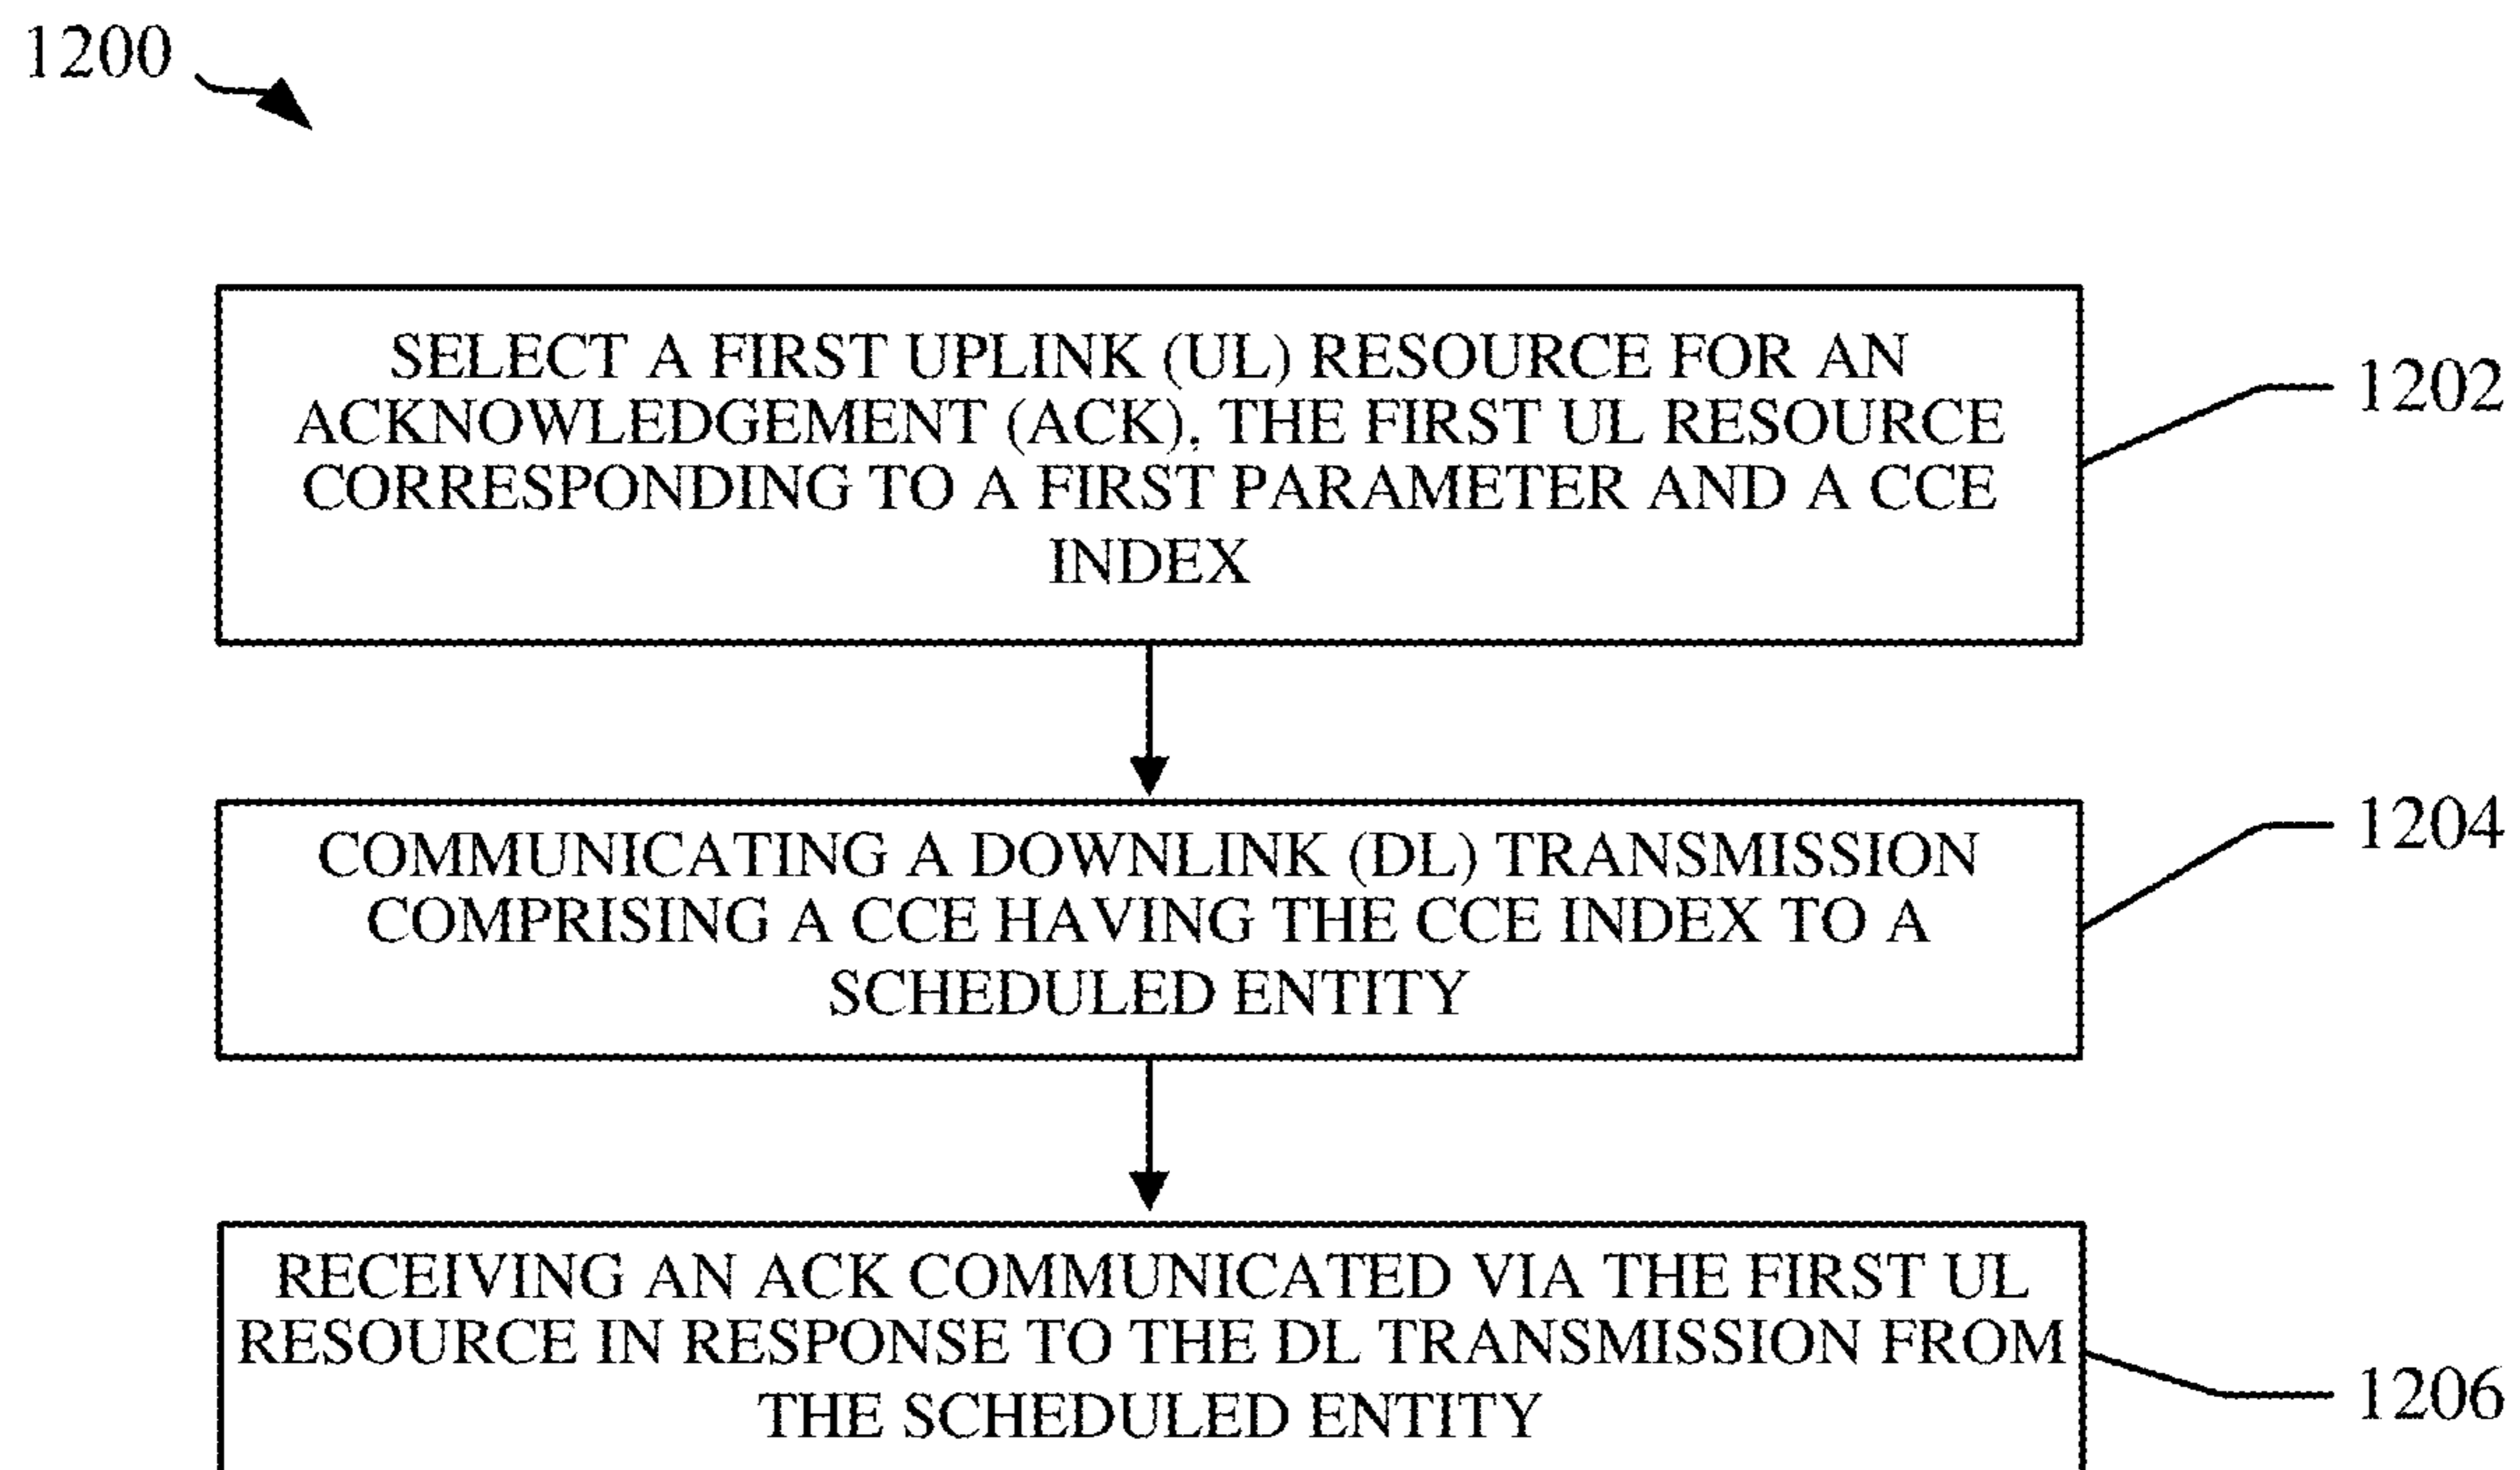 1200
SELECT A FIRST UPLINK (UL) RESOURCE FOR AN
ACKNOWLEDGEMENT (ACK), THE FIRST UL RESOURCE
CORRESPONDING TO A FIRST PARAMETER AND A CCE
INDEX
1202
COMMUNICATING A DOWNLINK (DL) TRANSMISSION
COMPRISING A CCE HAVING THE CCE INDEX TO A
SCHEDULED ENTITY
1204
RECEIVING AN ACK COMMUNICATED VIA THE FIRST UL
RESOURCE IN RESPONSE TO THE DL TRANSMISSION FROM
THE SCHEDULED ENTITY
1206